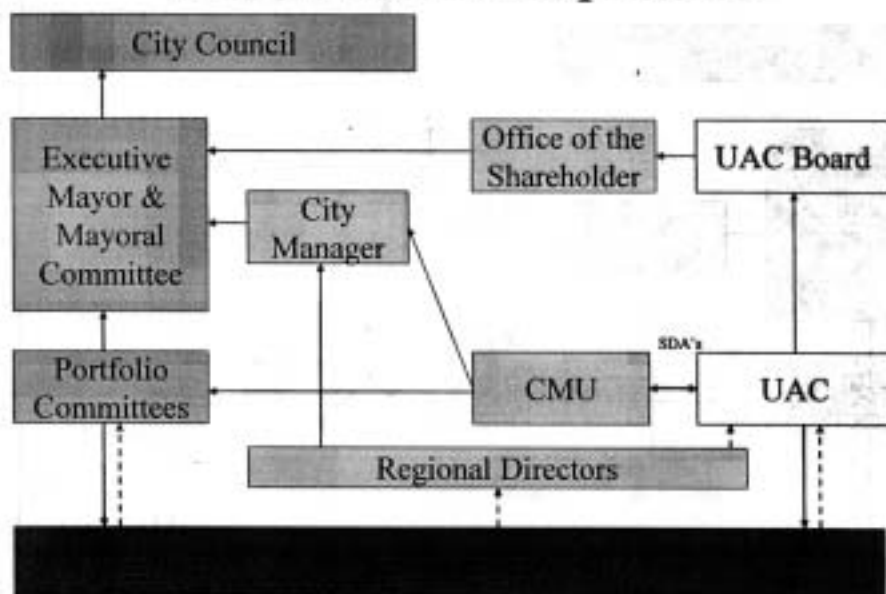 City Council
Executive
Mayor &
Mayoral
Committee
Office of the
Shareholder
UAC Board
City
Manager
Portfolio
Committees
CMU
SDA's
UAC
Regional Directors